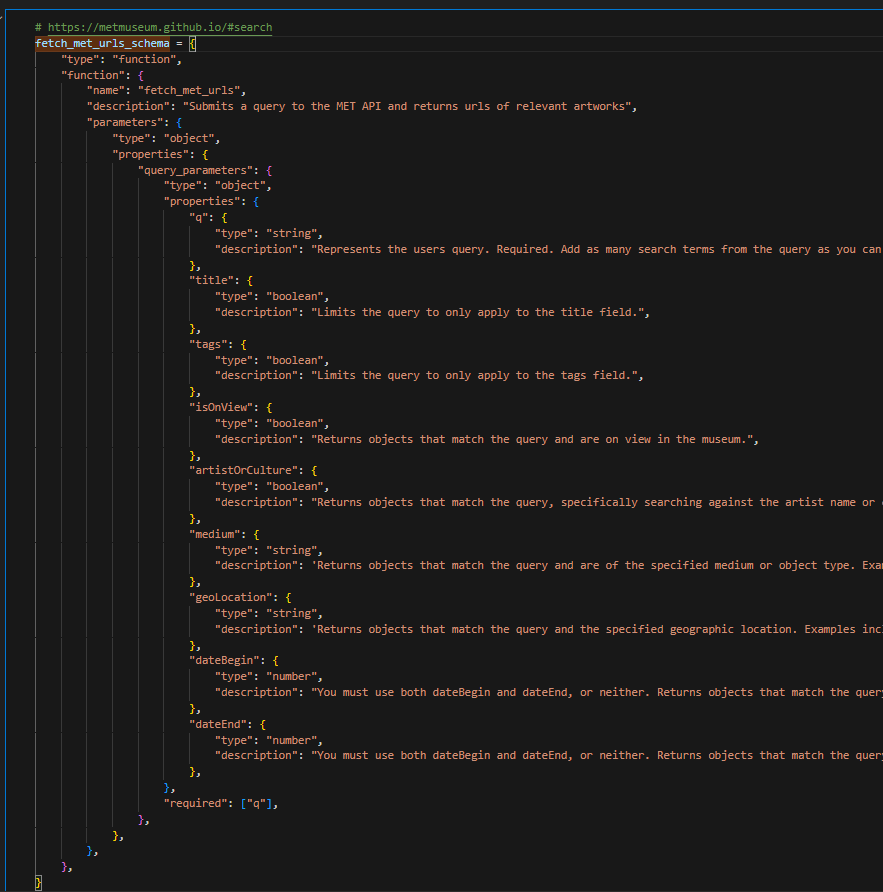 # https://metmuseum.github.io/#search
fetch_met_urls_schema = {
    "type": "function",
    "function": {
        "name": "fetch_met_urls",
        "description": "Submits a query to the MET API and returns urls of relevant artworks",
        "parameters": {
            "type": "object",
            "properties": {
                "query_parameters": {
                    "type": "object",
                    "properties": {
                        "q": {
                            "type": "string",
                            "description": "Represents the users query. Required. Add as many search terms from the query as you can
                        },
                        "title": {
                            "type": "boolean",
                            "description": "Limits the query to only apply to the title field.",
                        },
                        "tags": {
                            "type": "boolean",
                            "description": "Limits the query to only apply to the tags field.",
                        },
                        "isOnView": {
                            "type": "boolean",
                            "description": "Returns objects that match the query and are on view in the museum.",
                        },
                        "artistOrCulture": {
                            "type": "boolean",
                            "description": "Returns objects that match the query, specifically searching against the artist name or
                        },
                        "medium": {
                            "type": "string",
                            "description": 'Returns objects that match the query and are of the specified medium or object type. Exa
                        },
                        "geoLocation": {
                            "type": "string",
                            "description": 'Returns objects that match the query and the specified geographic location. Examples inc
                        },
                        "dateBegin": {
                            "type": "number",
                            "description": "You must use both dateBegin and dateEnd, or neither. Returns objects that match the quer
                        },
                        "dateEnd": {
                            "type": "number",
                            "description": "You must use both dateBegin and dateEnd, or neither. Returns objects that match the quer
                        },
                    },
                    "required": ["q"],
                },
            },
        },
    },
}